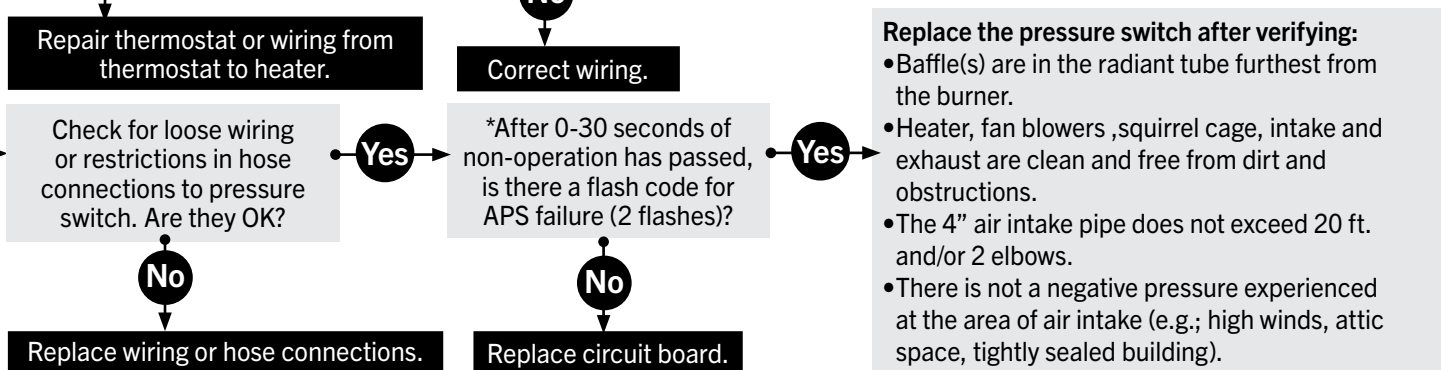 No
Repair thermostat or wiring from
thermostat to heater.
Correct wiring.
Check for loose wiring
or restrictions in hose
connections to pressure
switch. Are they OK?
Yes
*After 0-30 seconds of
non-operation has passed,
is there a flash code for
APS failure (2 flashes)?
Yes
Replace the pressure switch after verifying:
•Baffle(s) are in the radiant tube furthest from
the burner.
•Heater, fan blowers ,squirrel cage, intake and
exhaust are clean and free from dirt and
obstructions.
•The 4” air intake pipe does not exceed 20 ft.
and/or 2 elbows.
•There is not a negative pressure experienced
at the area of air intake (e.g.; high winds, attic
space, tightly sealed building).
No
No
Replace wiring or hose connections.
Replace circuit board.